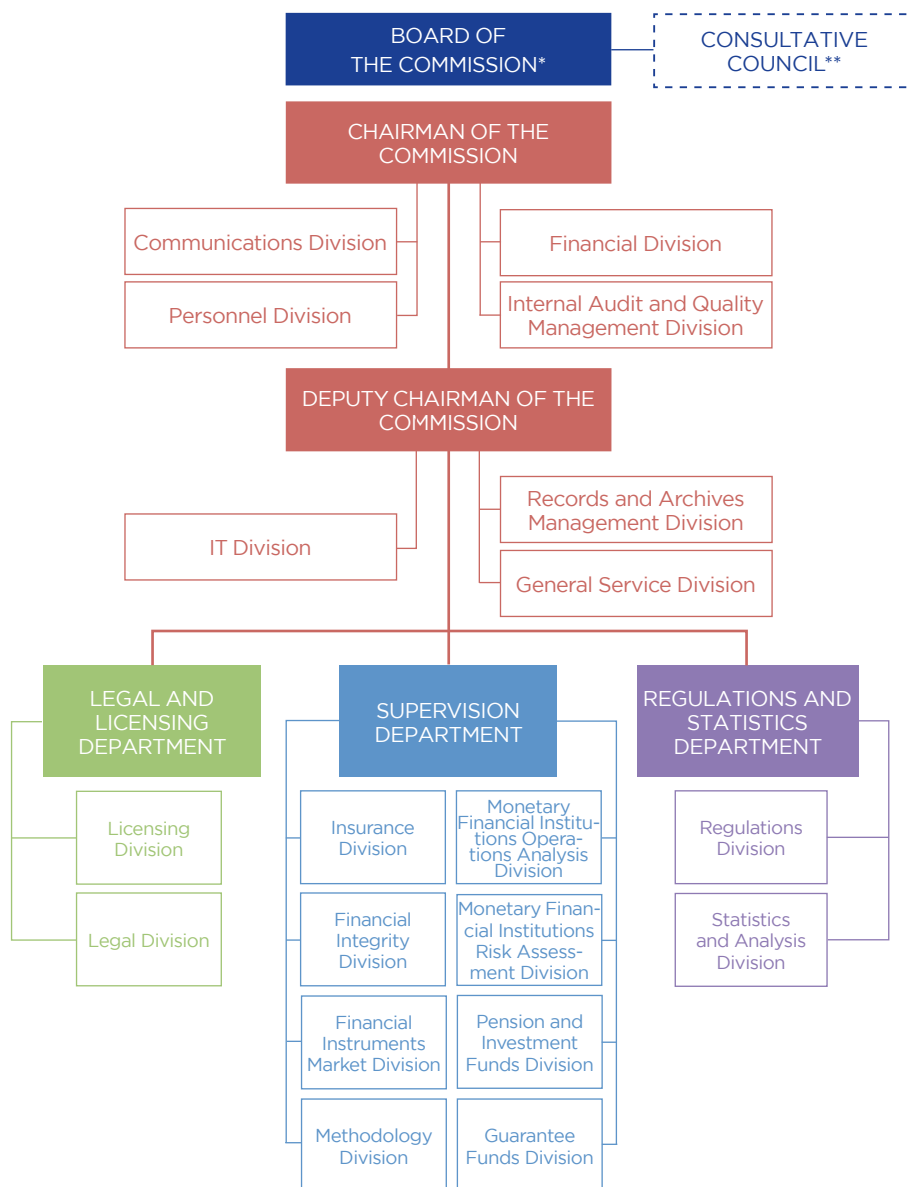 BOARD OF
THE COMMISSION*
CONSULTATIVE
COUNCIL**
CHAIRMAN OF THE
COMMISSION
Communications Division
Financial Division
Personnel Division
Internal Audit and Quality
Management Division
DEPUTY CHAIRMAN OF THE
COMMISSION
IT Division
Records and Archives
Management Division
General Service Division
LEGAL AND
LICENSING
DEPARTMENT
SUPERVISION
DEPARTMENT
REGULATIONS AND
STATISTICS
DEPARTMENT
Licensing
Division
Legal Division
Insurance
Division
Monetary
Financial Institu-
tions Opera-
tions Analysis
Division
Financial
Integrity
Division
Monetary Finan-
cial Institutions
Risk Assess-
ment Division
Financial
Instruments
Market Division
Pension and
Investment
Funds Division
Methodology
Division
Guarantee
Funds Division
Regulations
Division
Statistics
and Analysis
Division